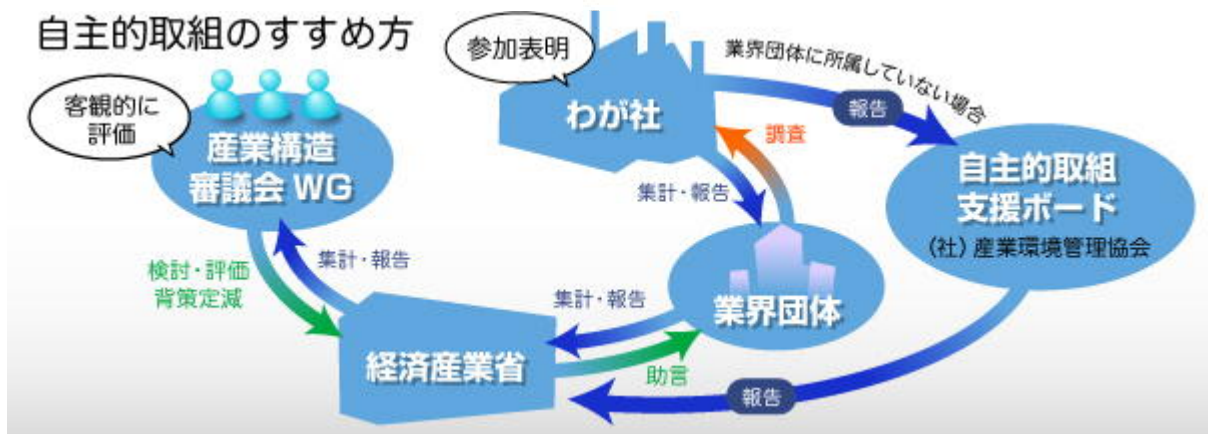 自主的取組のすすめ方
客観的に
評価
産業構造
審議会 WG
参加表明
わが社
業界団体に所属していない場合
報告
調査
集計・報告
自主的取組
支援ボード
(社)産業環境管理協会
検討・評価
背策定減
集計・報告
集計・報告
業界団体
経済産業省
助言
報告